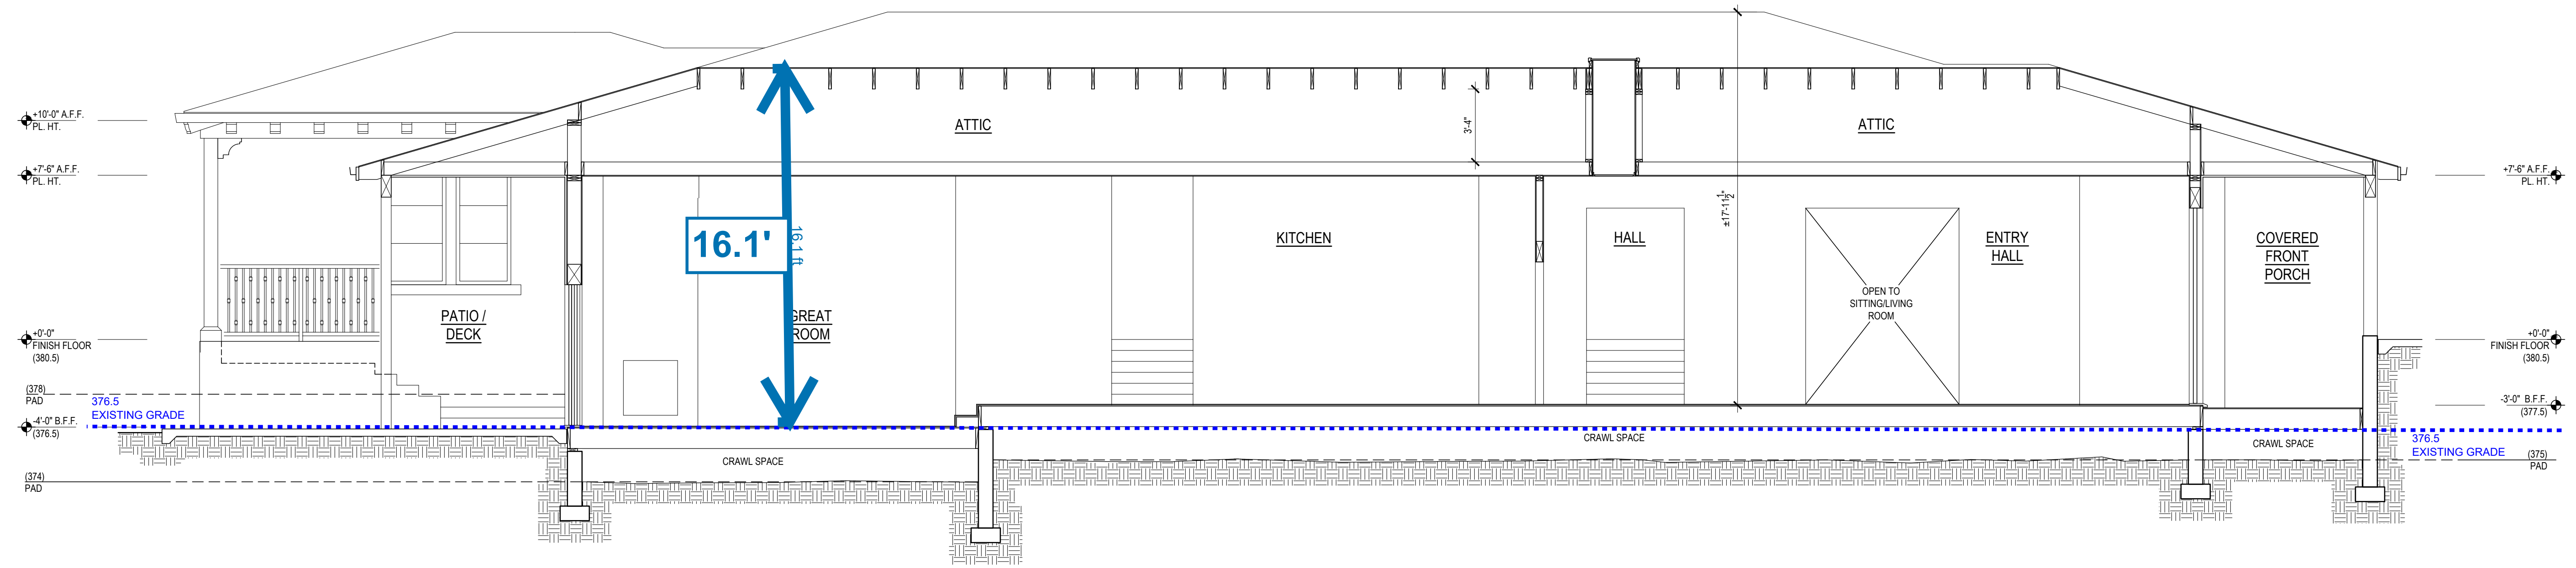 +10'-0" A.F.F.
PL. HT.
+7'-6" A.F.F.
PL. HT.
+0'-0"
FINISH FLOOR
(380.5)
(378)
PAD
376.5
EXISTING GRADE
-4'-0" B.F.F.
(376.5)
(374)
PAD
PATIO /
DECK
16.1'
16.1 ft
GREAT
ROOM
ATTIC
3'-4"
ATTIC
±17'-11 1/2"
KITCHEN
HALL
ENTRY
HALL
OPEN TO
SITTING/LIVING
ROOM
COVERED
FRONT
PORCH
CRAWL SPACE
CRAWL SPACE
CRAWL SPACE
+7'-6" A.F.F.
PL. HT.
+0'-0"
FINISH FLOOR
(380.5)
-3'-0" B.F.F.
(377.5)
376.5
EXISTING GRADE
(375)
PAD